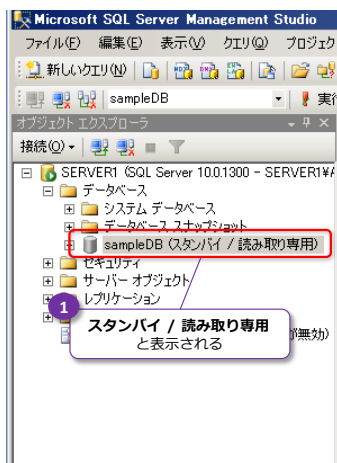 Microsoft SQL Server Management Studio
ファイル(F) 編集(E) 表示(V) クエリ(Q) プロジェク
新しいクエリ(N)
sampleDB
実行
オブジェクト エクスプローラ
接続(O)
SERVER1 (SQL Server 10.0.1300 - SERVER1¥A
データベース
システム データベース
データベース スナップショット
sampleDB (スタンバイ / 読み取り専用)
セキュリティ
サーバー オブジェクト
レプリケーション
1
スタンバイ / 読み取り専用
と表示される
が無効)